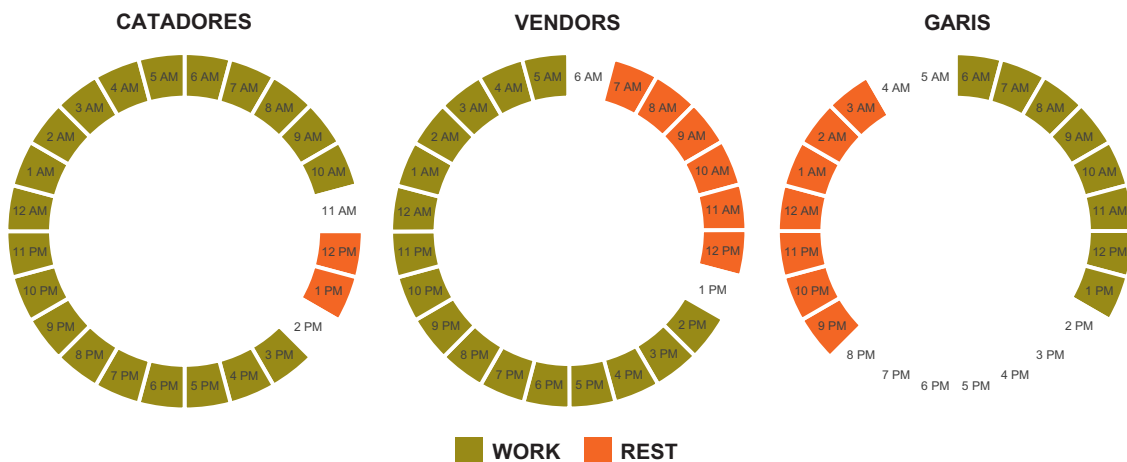 CATADORES
VENDORS
GARIS
6 AM
7 AM
8 AM
9 AM
10 AM
11 AM
12 PM
1 PM
2 PM
3 PM
4 PM
5 PM
6 PM
7 PM
8 PM
9 PM
10 PM
11 PM
12 AM
1 AM
2 AM
3 AM
4 AM
5 AM
6 AM
7 AM
8 AM
9 AM
10 AM
11 AM
12 PM
1 PM
2 PM
3 PM
4 PM
5 PM
6 PM
7 PM
8 PM
9 PM
10 PM
11 PM
12 AM
1 AM
2 AM
3 AM
4 AM
5 AM
6 AM
7 AM
8 AM
9 AM
10 AM
11 AM
12 PM
1 PM
2 PM
3 PM
4 PM
5 PM
6 PM
7 PM
8 PM
9 PM
10 PM
11 PM
12 AM
1 AM
2 AM
3 AM
4 AM
5 AM
WORK
REST